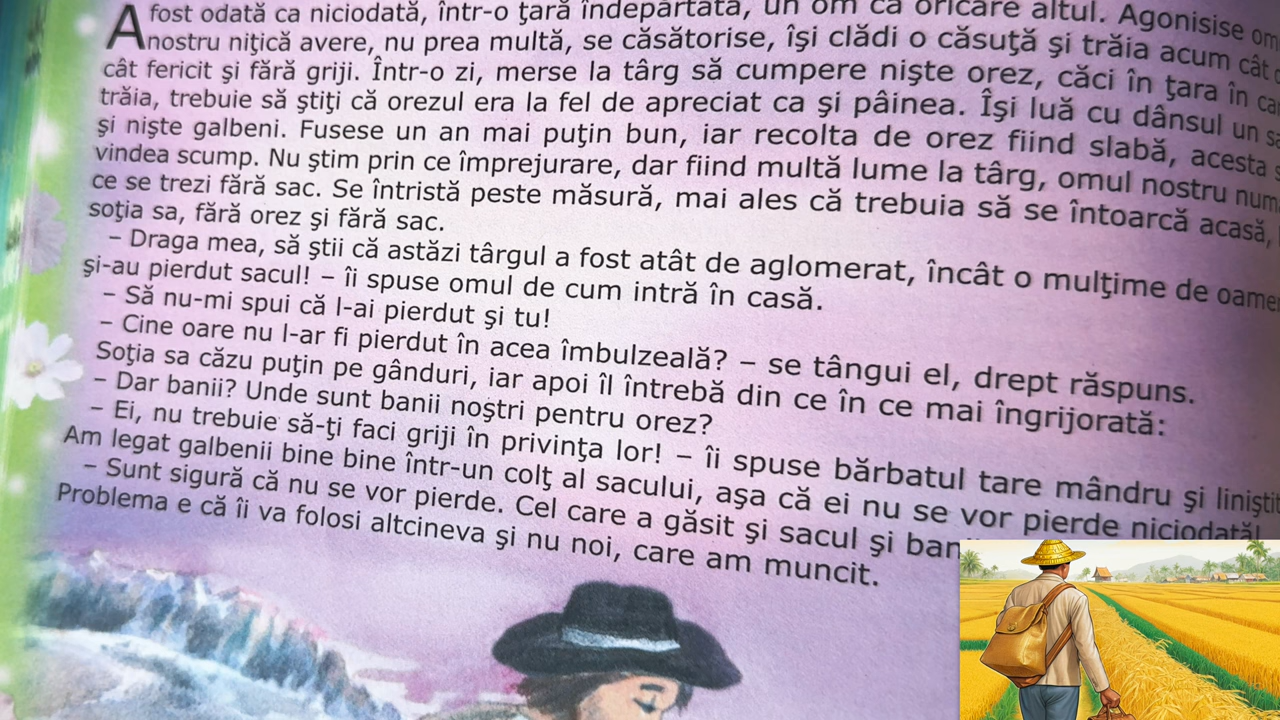 A fost odată ca niciodată, într-o ţară îndepărtată, un om ca oricare altul. Agonisise
nostru niţică avere, nu prea multă, se căsătorise, îşi clădi o căsuţă şi trăia acum cât
cât fericit şi fără griji. Într-o zi, merse la târg să cumpere nişte orez, căci în ţara în
trăia, trebuie să ştiţi că orezul era la fel de apreciat ca şi pâinea. Îşi luă cu dânsul un
şi nişte galbeni. Fusese un an mai puţin bun, iar recolta de orez fiind slabă, acesta
vindea scump. Nu ştim prin ce împrejurare, dar fiind multă lume la târg, omul nostru
ce se trezi fără sac. Se întristă peste măsură, mai ales că trebuia să se întoarcă acasă,
soţia sa, fără orez şi fără sac.
– Draga mea, să ştii că astăzi târgul a fost atât de aglomerat, încât o mulţime de
şi-au pierdut sacul! – îi spuse omul de cum intră în casă.
– Să nu-mi spui că l-ai pierdut şi tu!
– Cine oare nu l-ar fi pierdut în acea îmbulzeală? – se tângui el, drept răspuns.
Soţia sa căzu puţin pe gânduri, iar apoi îl întrebă din ce în ce mai îngrijorată:
– Dar banii? Unde sunt banii noştri pentru orez?
– Ei, nu trebuie să-ţi faci griji în privinţa lor! – îi spuse bărbatul tare mândru şi
Am legat galbenii bine bine într-un colţ al sacului, aşa că ei nu se vor pierde niciodată!
– Sunt sigură că nu se vor pierde. Cel care a găsit şi sacul şi
Problema e că îi va folosi altcineva şi nu noi, care am muncit.